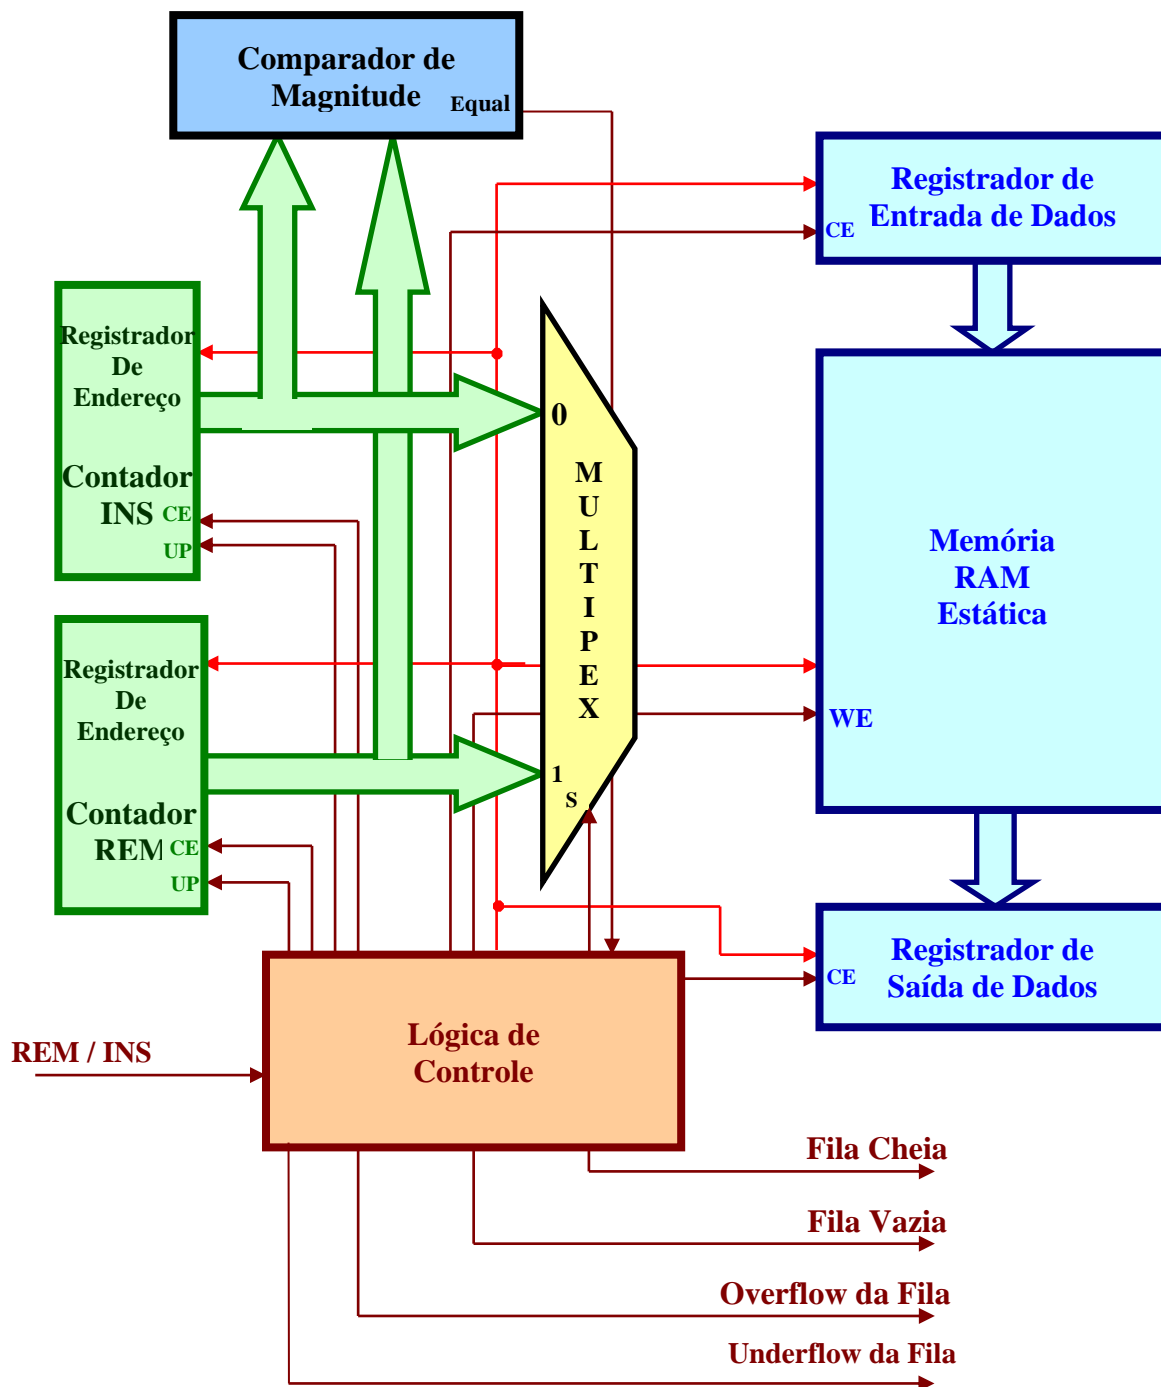 Comparador de
Magnitude
Equal
Registrador de
Entrada de Dados
CE
Registrador
De
Endereço
Contador
INS
CE
UP
0
M
U
L
T
I
P
E
X
1
S
Memória
RAM
Estática
WE
Registrador
De
Endereço
Contador
REM
CE
UP
Registrador de
Saída de Dados
CE
Lógica de
Controle
REM / INS
Fila Cheia
Fila Vazia
Overflow da Fila
Underflow da Fila